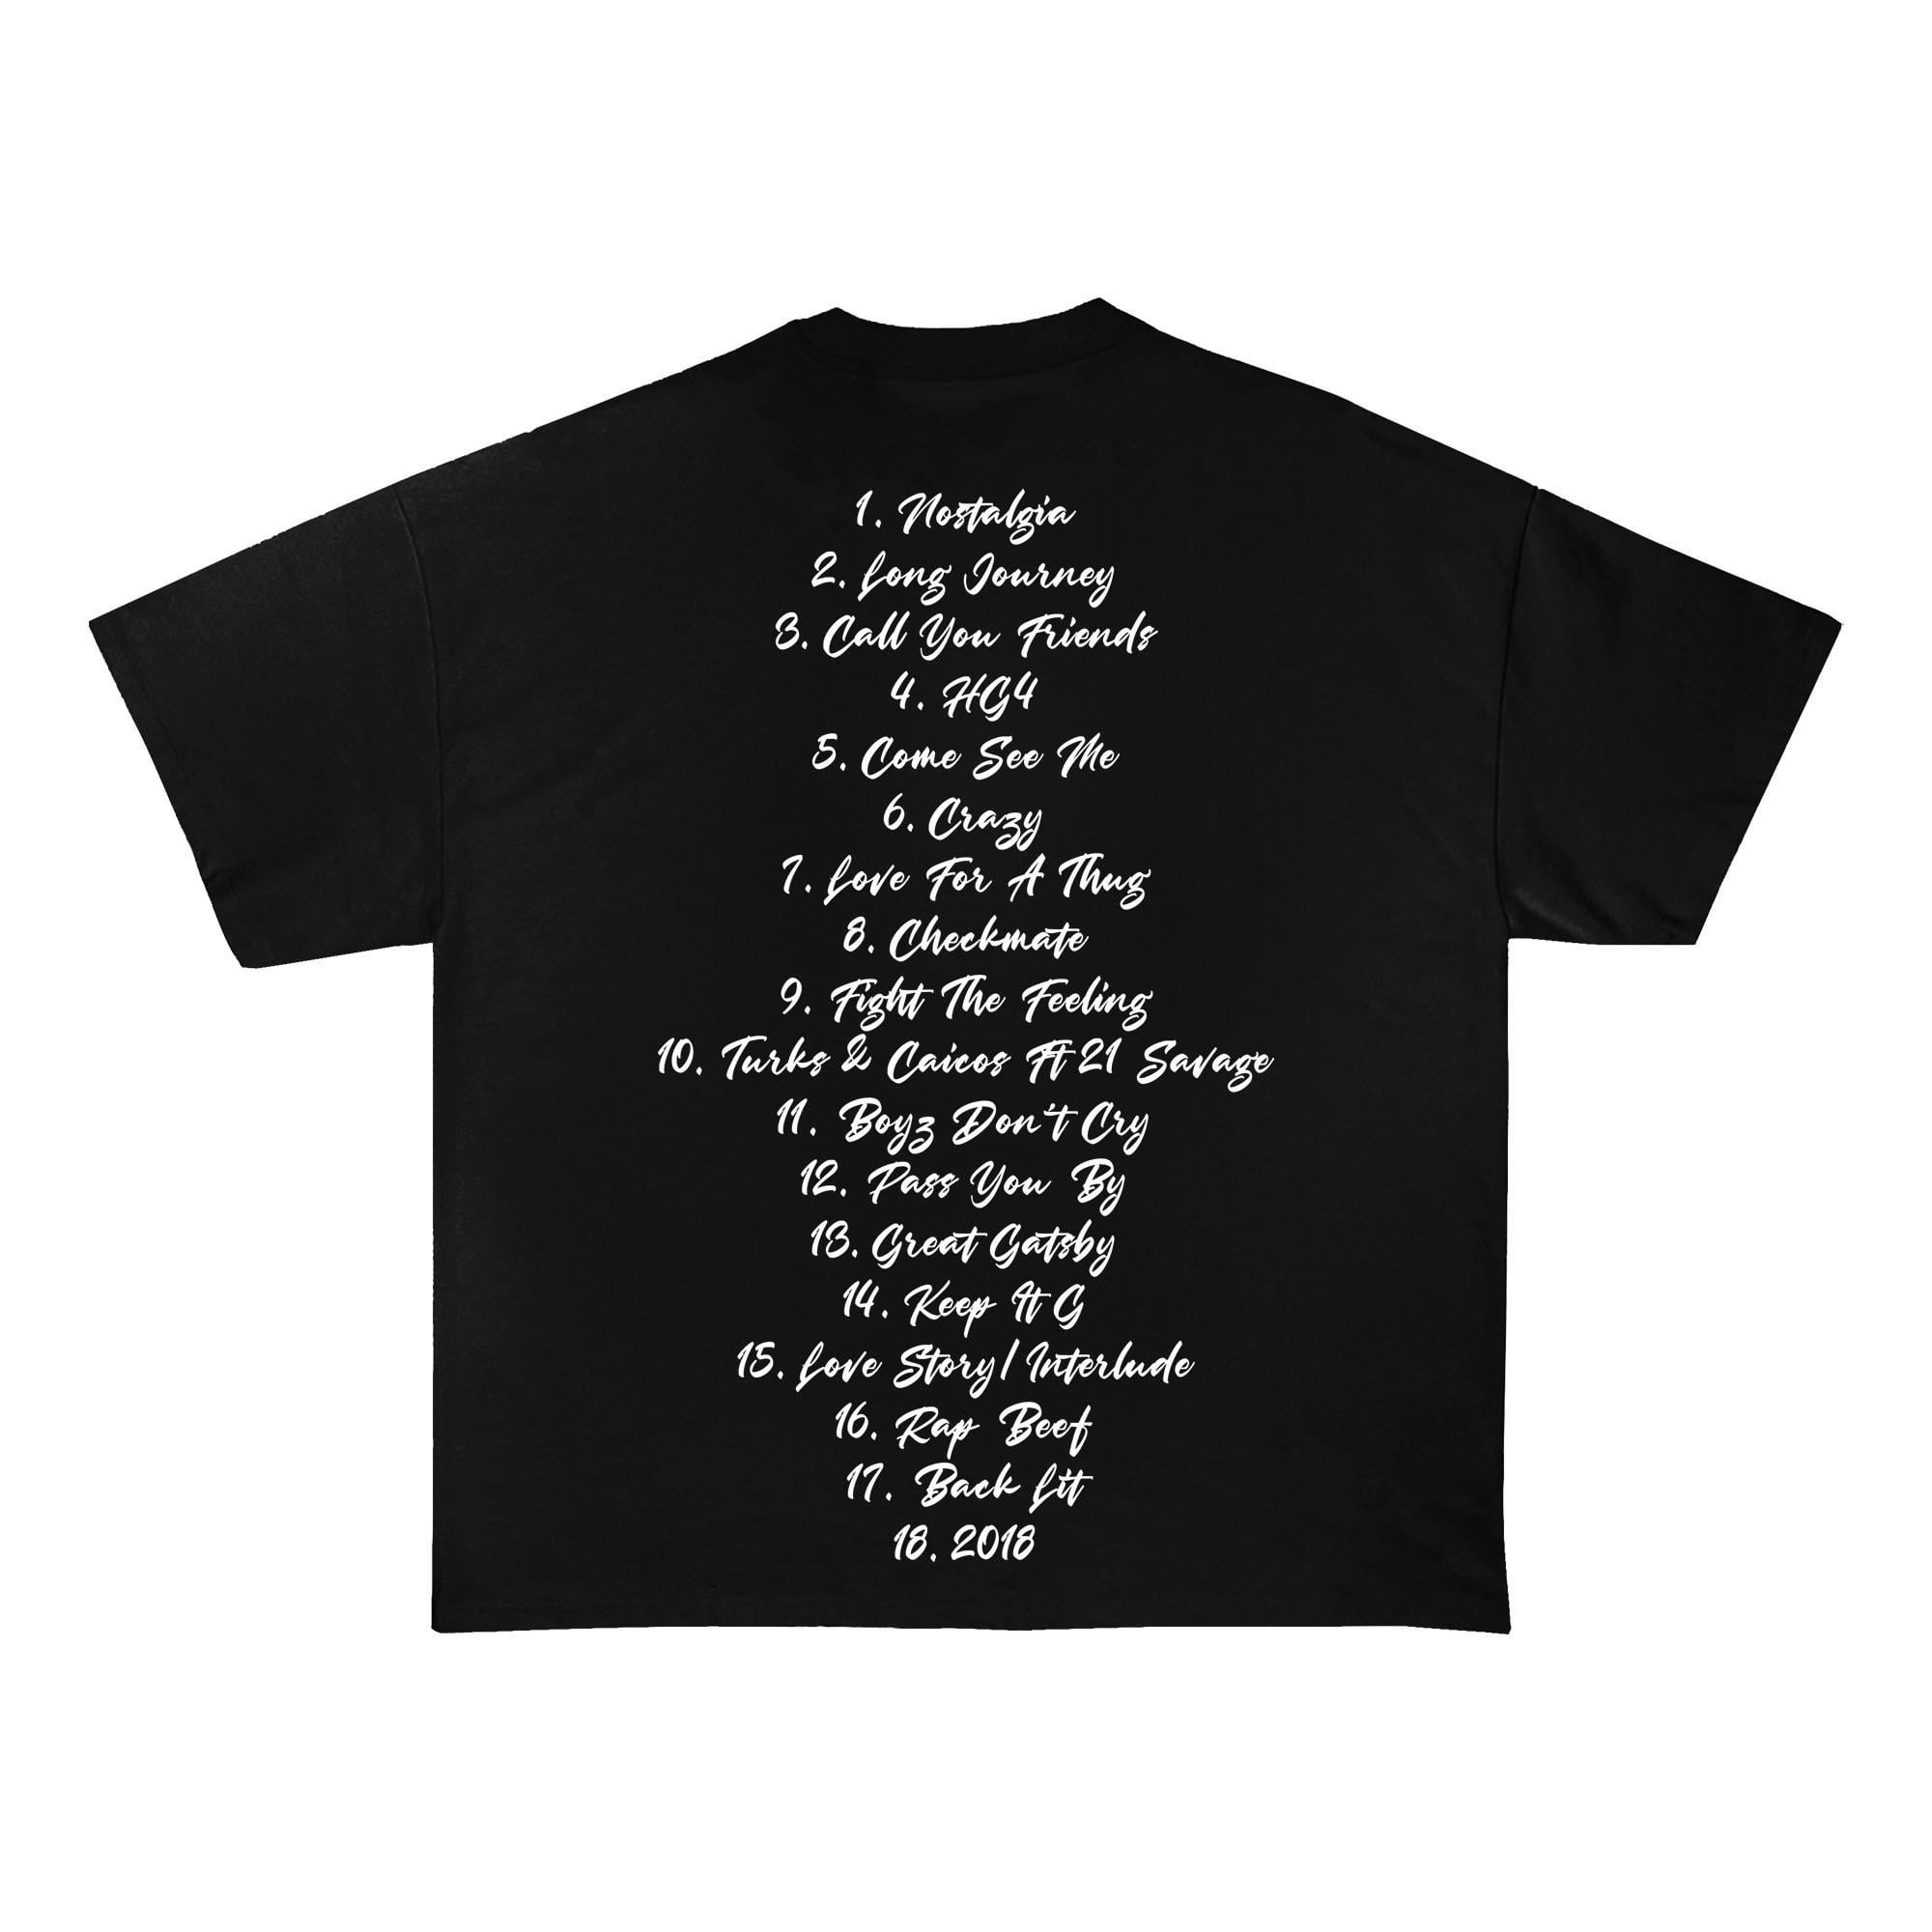 1. Nostalgia
2. Long Journey
3. Call You Friends
4. HG4
5. Come See Me
6. Crazy
7. Love For A Thug
8. Checkmate
9. Fight The Feeling
10. Turks & Caicos Ft 21 Savage
11. Boyz Don't Cry
12. Pass You By
13. Great Gatsby
14. Keep It G
15. Love Story/Interlude
16. Rap Beef
17. Back Lit
18. 2018